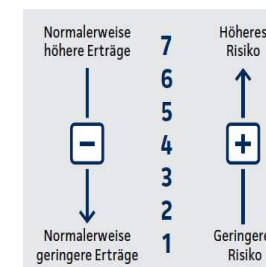 Normalerweise
höhere Erträge
7
6
5
4
3
2
1
Höheres
Risiko
−
+
Normalerweise
geringere Erträge
Geringere
Risiko